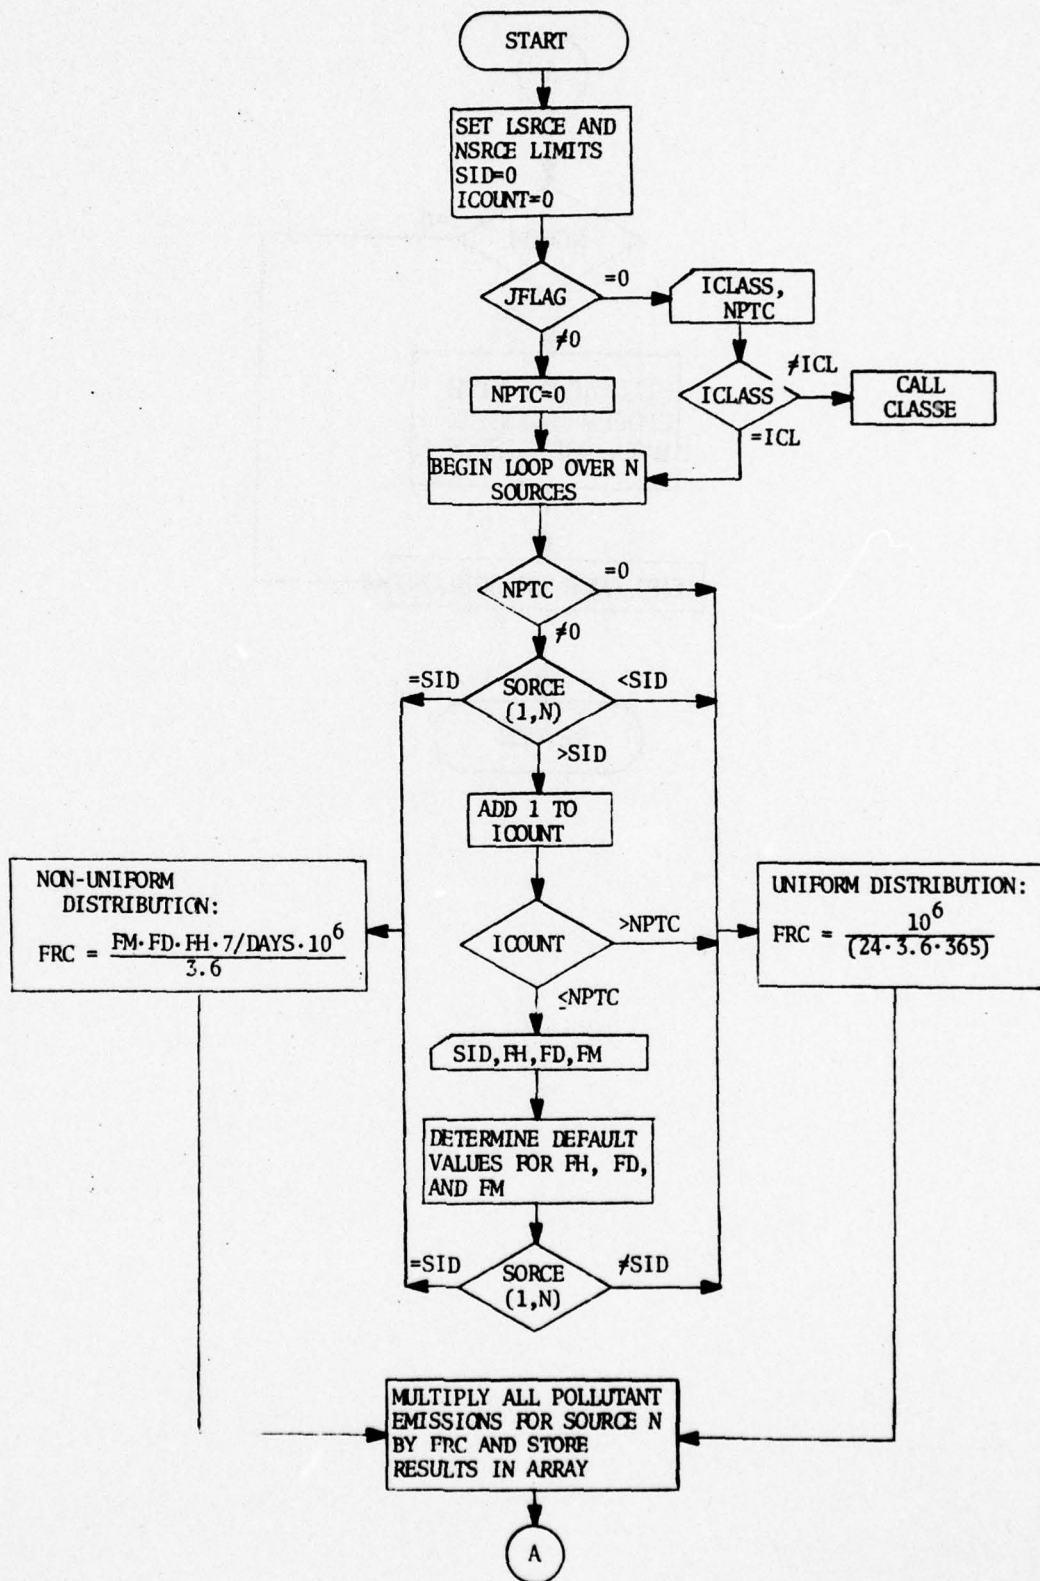 START
SET LSRCE AND
NSRCE LIMITS
SID=0
ICOUNT=0
JFLAG
=0
≠0
ICLASS,
NPTC
NPTC=0
ICLASS
≠ICL
=ICL
CALL
CLASSE
BEGIN LOOP OVER N
SOURCES
NPTC
=0
≠0
=SID
SORCE
(1,N)
<SID
>SID
ADD 1 TO
ICOUNT
NON-UNIFORM
DISTRIBUTION:
FRC = FM·FD·FH·7/DAYS·10^6
3.6
ICOUNT
>NPTC
≤NPTC
UNIFORM DISTRIBUTION:
FRC = 10^6
(24·3.6·365)
SID,FH,FD,FM
DETERMINE DEFAULT
VALUES FOR FH, FD,
AND FM
=SID
SORCE
(1,N)
≠SID
MULTIPLY ALL POLLUTANT
EMISSIONS FOR SOURCE N
BY FRC AND STORE
RESULTS IN ARRAY
A